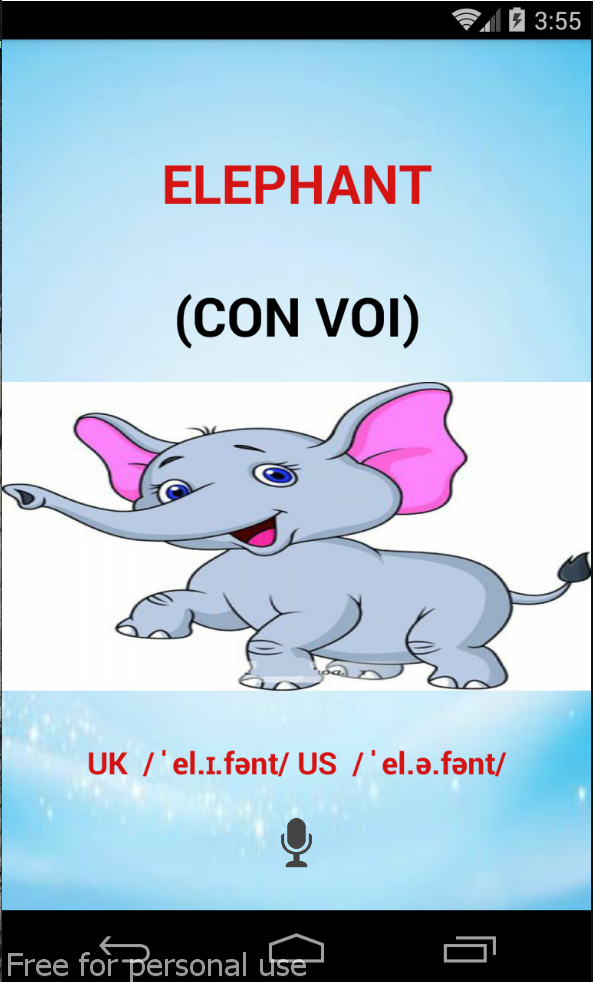 3:55
ELEPHANT
(CON VOI)
UK /ˈel.ɪ.fənt/ US /ˈel.ə.fənt/
Free for personal use